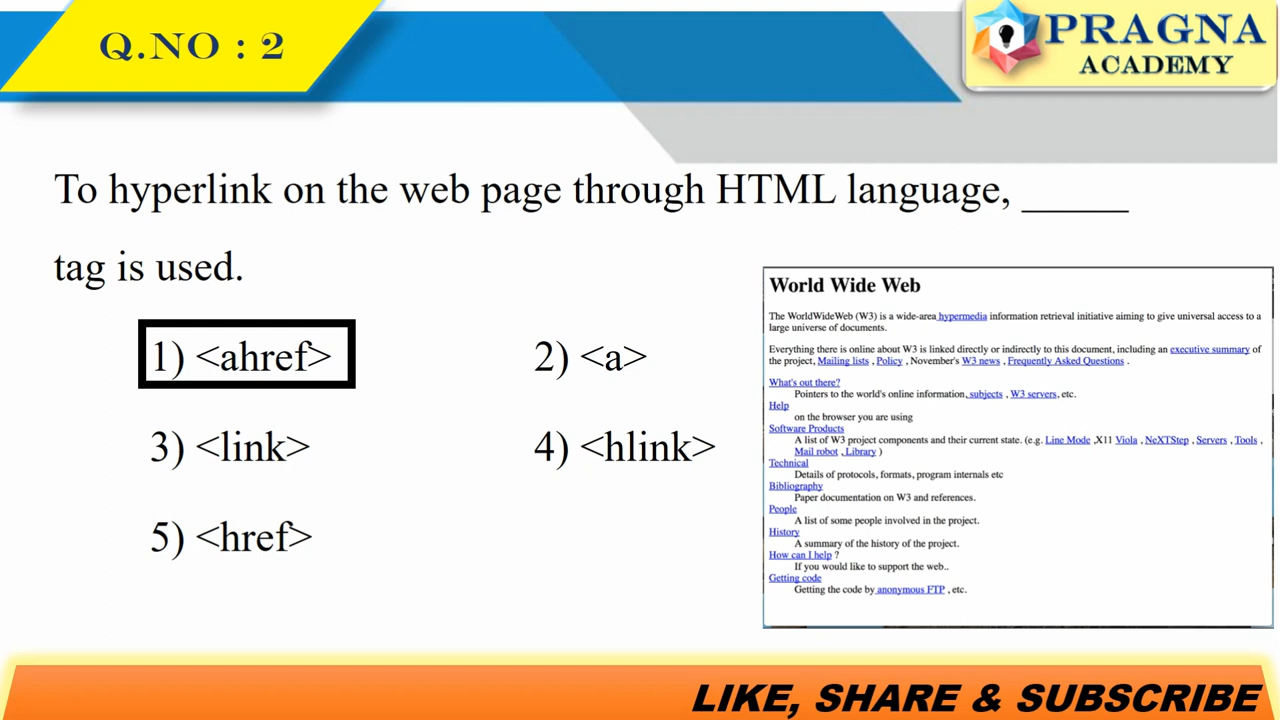 Q.NO : 2
PRAGNA
ACADEMY
To hyperlink on the web page through HTML language, _____
tag is used.
1) <ahref>
2) <a>
3) <link>
4) <hlink>
5) <href>
World Wide Web
The WorldWideWeb (W3) is a wide-area hypermedia information retrieval initiative aiming to give universal access to a
large universe of documents.
Everything there is online about W3 is linked directly or indirectly to this document, including an executive summary of
the project, Mailing lists , Policy , November's W3 news , Frequently Asked Questions .
What's out there?
Pointers to the world's online information, subjects , W3 servers, etc.
Help
on the browser you are using
Software Products
A list of W3 project components and their current state. (e.g. Line Mode ,X11 Viola , NeXTStep , Servers , Tools ,
Mail robot , Library )
Technical
Details of protocols, formats, program internals etc
Bibliography
Paper documentation on W3 and references.
People
A list of some people involved in the project.
History
A summary of the history of the project.
How can I help ?
If you would like to support the web..
Getting code
Getting the code by anonymous FTP , etc.
LIKE, SHARE & SUBSCRIBE